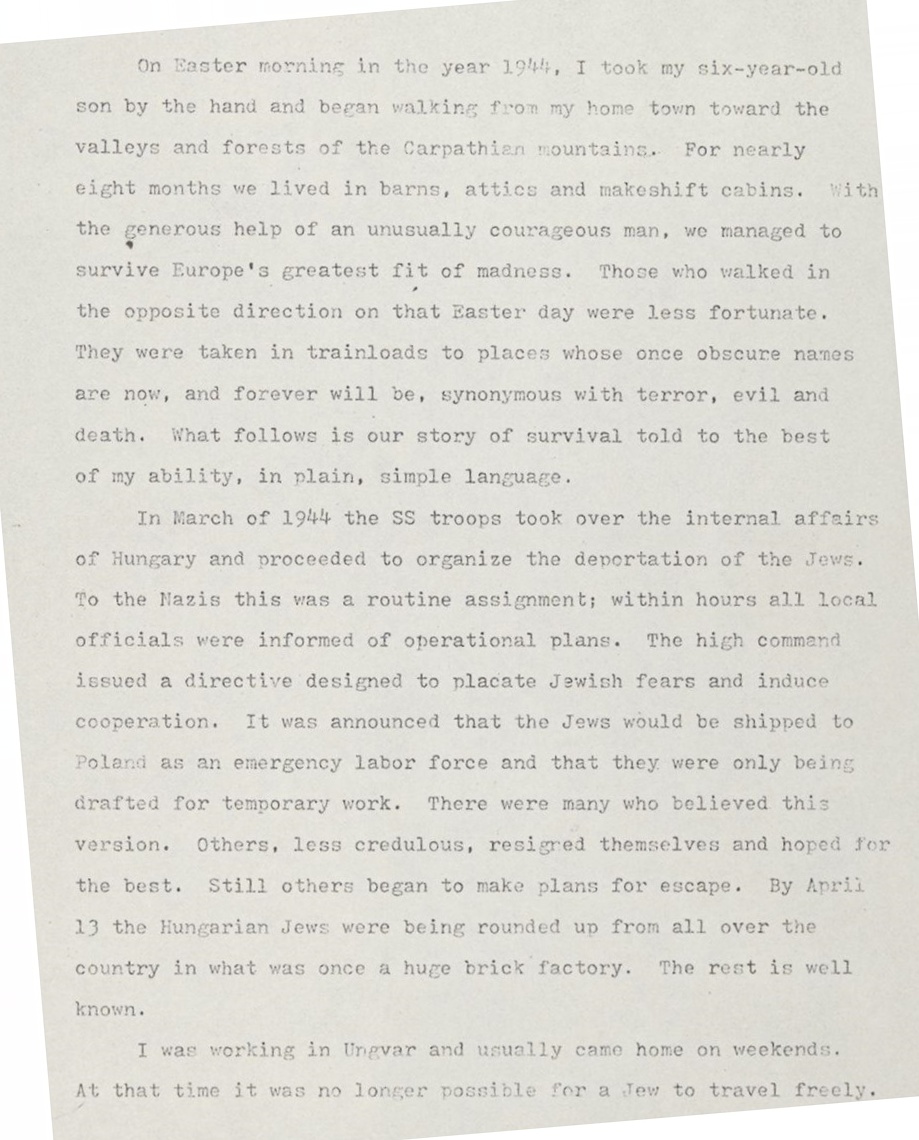 On Easter morning in the year 1944, I took my six-year-old
son by the hand and began walking from my home town toward the
valleys and forests of the Carpathian mountains. For nearly
eight months we lived in barns, attics and makeshift cabins. With
the generous help of an unusually courageous man, we managed to
survive Europe's greatest fit of madness. Those who walked in
the opposite direction on that Easter day were less fortunate.
They were taken in trainloads to places whose once obscure names
are now, and forever will be, synonymous with terror, evil and
death. What follows is our story of survival told to the best
of my ability, in plain, simple language.
In March of 1944 the SS troops took over the internal affairs
of Hungary and proceeded to organize the deportation of the Jews.
To the Nazis this was a routine assignment; within hours all local
officials were informed of operational plans. The high command
issued a directive designed to placate Jewish fears and induce
cooperation. It was announced that the Jews would be shipped to
Poland as an emergency labor force and that they were only being
drafted for temporary work. There were many who believed this
version. Others, less credulous, resigned themselves and hoped for
the best. Still others began to make plans for escape. By April
13 the Hungarian Jews were being rounded up from all over the
country in what was once a huge brick factory. The rest is well
known.
I was working in Ungvar and usually came home on weekends.
At that time it was no longer possible for a Jew to travel freely.